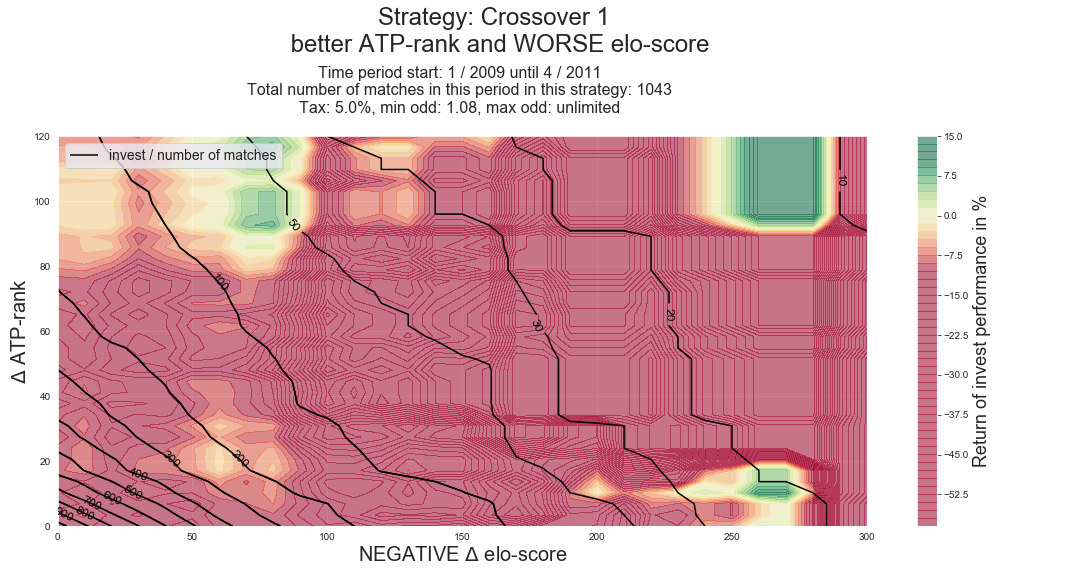 Strategy: Crossover 1
better ATP-rank and WORSE elo-score
Time period start: 1 / 2009 until 4 / 2011
Total number of matches in this period in this strategy: 1043
Tax: 5.0%, min odd: 1.08, max odd: unlimited
invest / number of matches
120
100
80
60
40
20
0
Δ ATP-rank
0 50 100 150 200 250 300
NEGATIVE Δ elo-score
10
50
100
30
20
300
200
400
500
600
700
800
15.0
7.5
0.0
-7.5
-15.0
-22.5
-30.0
-37.5
-45.0
-52.5
Return of invest performance in %